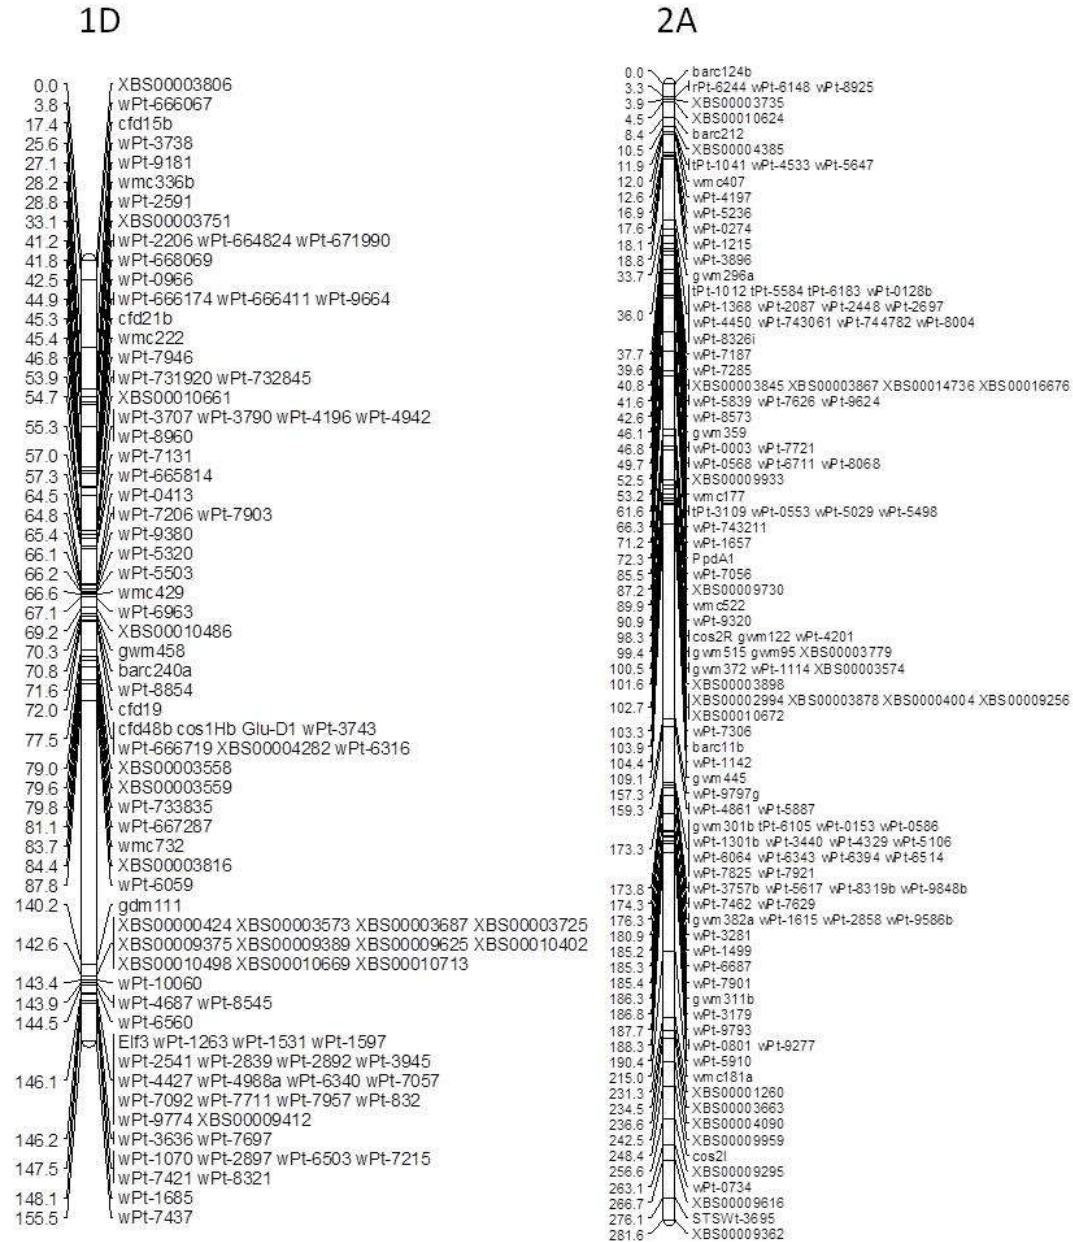 1D
0.0 XBS00003806
3.8 wPt-666067
17.4 cfd15b
25.6 wPt-3738
27.1 wPt-9181
28.2 wmc336b
28.8 wPt-2591
33.1 XBS00003751
41.2 wPt-2206 wPt-664824 wPt-671990
41.8 wPt-668069
42.5 wPt-0966
44.9 wPt-666174 wPt-666411 wPt-9664
45.3 cfd21b
45.4 wmc222
46.8 wPt-7946
53.9 wPt-731920 wPt-732845
54.7 XBS00010661
55.3 wPt-3707 wPt-3790 wPt-4196 wPt-4942
wPt-8960
57.0 wPt-7131
57.3 wPt-665814
64.5 wPt-0413
64.8 wPt-7206 wPt-7903
65.4 wPt-9380
66.1 wPt-5320
66.2 wPt-5503
66.6 wmc429
67.1 wPt-6963
69.2 XBS00010486
70.3 gwm458
70.8 barc240a
71.6 wPt-8854
72.0 cfd19
77.5 cfd48b cos1Hb Glu-D1 wPt-3743
wPt-666719 XBS00004282 wPt-6316
79.0 XBS00003558
79.6 XBS00003559
79.8 wPt-733835
81.1 wPt-667287
83.7 wmc732
84.4 XBS00003816
87.8 wPt-6059
140.2 gdm111
XBS00000424 XBS00003573 XBS00003687 XBS00003725
142.6 XBS00009375 XBS00009389 XBS00009625 XBS00010402
XBS00010498 XBS00010669 XBS00010713
143.4 wPt-10060
143.9 wPt-4687 wPt-8545
144.5 wPt-6560
Elf3 wPt-1263 wPt-1531 wPt-1597
wPt-2541 wPt-2839 wPt-2892 wPt-3945
146.1 wPt-4427 wPt-4988a wPt-6340 wPt-7057
wPt-7092 wPt-7711 wPt-7957 wPt-832
wPt-9774 XBS00009412
146.2 wPt-3636 wPt-7697
147.5 wPt-1070 wPt-2897 wPt-6503 wPt-7215
wPt-7421 wPt-8321
148.1 wPt-1685
155.5 wPt-7437
2A
0.0 barc124b
3.3 rPt-6244 wPt-6148 wPt-8925
3.9 XBS00003735
4.5 XBS00010624
8.4 barc212
10.5 XBS00004385
11.9 tPt-1041 wPt-4533 wPt-5647
12.0 wmc407
12.6 wPt-4197
16.9 wPt-5236
17.6 wPt-0274
18.1 wPt-1215
18.8 wPt-3896
33.7 gwm296a
tPt-1012 tPt-5584 tPt-6183 wPt-0128b
36.0 wPt-1368 wPt-2087 wPt-2448 wPt-2697
wPt-4450 wPt-743061 wPt-744782 wPt-8004
wPt-8326i
37.7 wPt-7187
39.6 wPt-7285
40.8 XBS00003845 XBS00003867 XBS00014736 XBS00016676
41.6 wPt-5839 wPt-7626 wPt-9624
42.6 wPt-8573
46.1 gwm359
46.8 wPt-0003 wPt-7721
49.7 wPt-0568 wPt-6711 wPt-8068
52.5 XBS00009933
53.2 wmc177
61.6 tPt-3109 wPt-0553 wPt-5029 wPt-5498
66.3 wPt-743211
71.2 wPt-1657
72.3 PpdA1
85.5 wPt-7056
87.2 XBS00009730
89.9 wmc522
90.9 wPt-9320
98.3 cos2R gwm122 wPt-4201
99.4 gwm515 gwm95 XBS00003779
100.5 gwm372 wPt-1114 XBS00003574
101.6 XBS00003898
102.7 XBS00002994 XBS00003878 XBS00004004 XBS00009256
XBS00010672
103.3 wPt-7306
103.9 barc11b
104.4 wPt-1142
109.1 gwm445
157.3 wPt-9797g
159.3 wPt-4861 wPt-5887
gwm301b tPt-6105 wPt-0153 wPt-0586
173.3 wPt-1301b wPt-3440 wPt-4329 wPt-5106
wPt-6064 wPt-6343 wPt-6394 wPt-6514
wPt-7825 wPt-7921
173.8 wPt-3757b wPt-5617 wPt-8319b wPt-9848b
174.3 wPt-7462 wPt-7629
176.3 gwm382a wPt-1615 wPt-2858 wPt-9586b
180.9 wPt-3281
185.2 wPt-1499
185.3 wPt-6687
185.4 wPt-7901
186.3 gwm311b
186.8 wPt-3179
187.7 wPt-9793
188.3 wPt-0801 wPt-9277
190.4 wPt-5910
215.0 wmc181a
231.3 XBS00001260
234.5 XBS00003663
236.6 XBS00004090
242.5 XBS00009959
248.4 cos2I
256.6 XBS00009295
263.1 wPt-0734
266.7 XBS00009616
276.1 STSWt-3695
281.6 XBS00009362